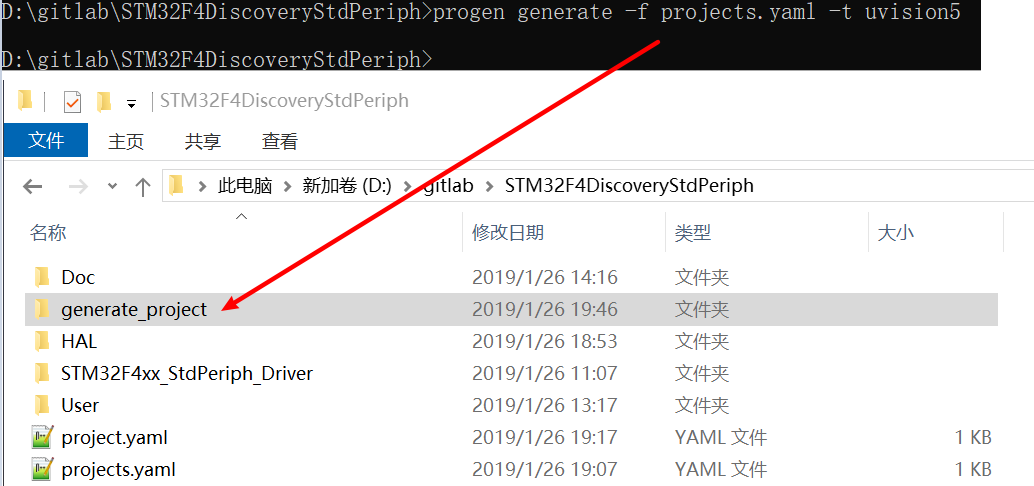 D:\gitlab\STM32F4DiscoveryStdPeriph>progen generate -f projects.yaml -t uvision5
D:\gitlab\STM32F4DiscoveryStdPeriph>
STM32F4DiscoveryStdPeriph
文件 主页 共享 查看
此电脑 新加卷 (D:) gitlab STM32F4DiscoveryStdPeriph
名称 修改日期 类型 大小
Doc 2019/1/26 14:16 文件夹
generate_project 2019/1/26 19:46 文件夹
HAL 2019/1/26 18:53 文件夹
STM32F4xx_StdPeriph_Driver 2019/1/26 11:07 文件夹
User 2019/1/26 13:17 文件夹
project.yaml 2019/1/26 19:17 YAML 文件 1 KB
projects.yaml 2019/1/26 19:07 YAML 文件 1 KB